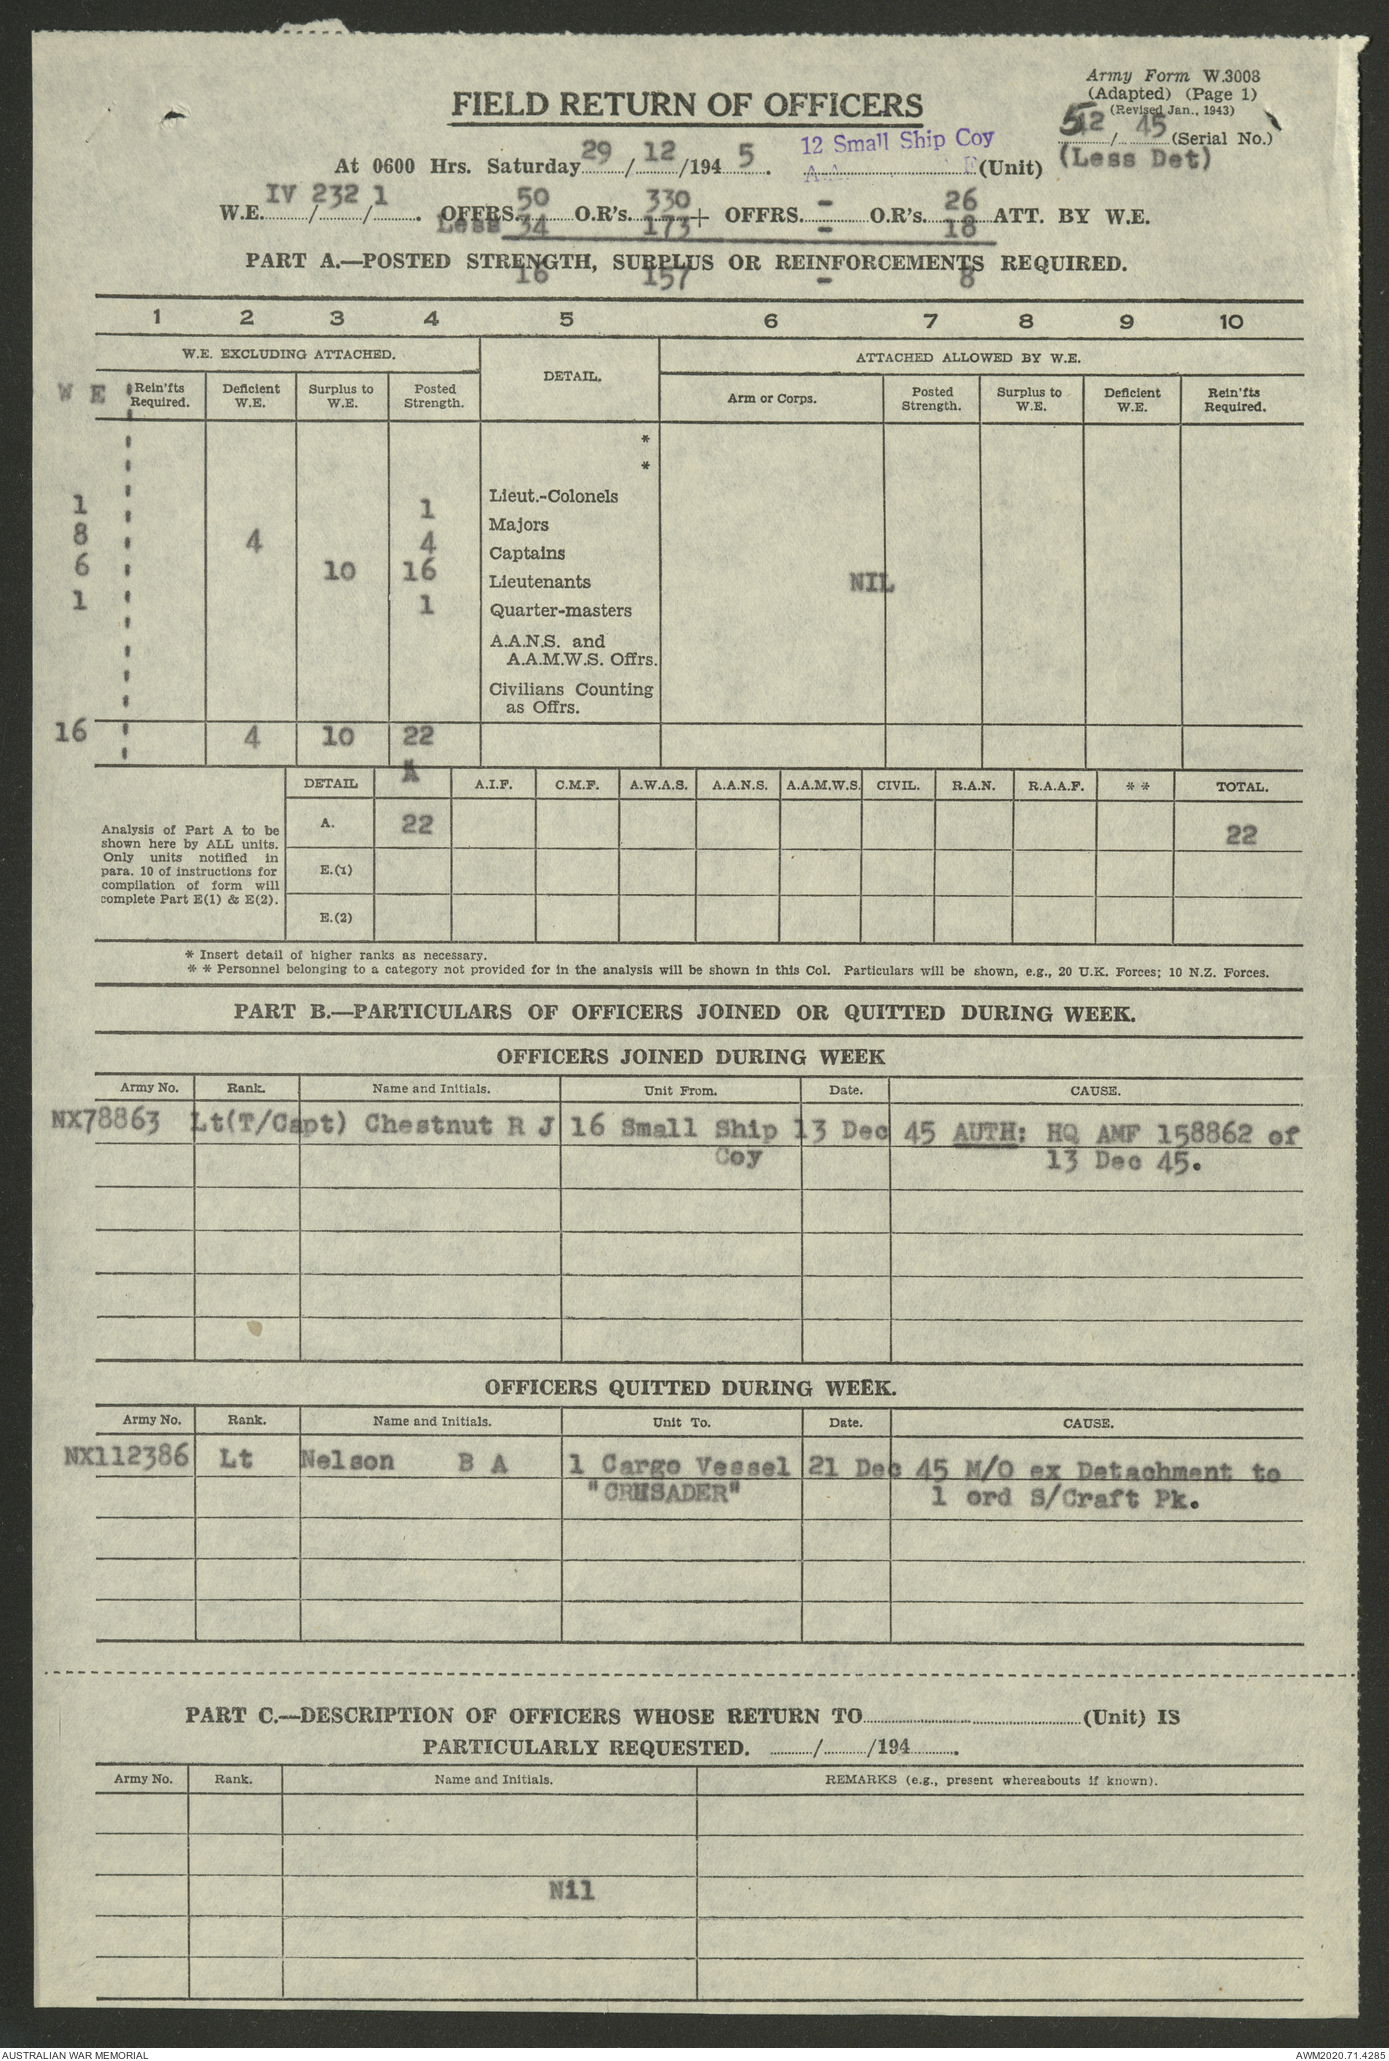 Army Form W.3008
(Adapted) (Page 1)
(Revised Jan., 1943)
FIELD RETURN OF OFFICERS
512 / 45 (Serial No.)
12 Small Ship Coy
At 0600 Hrs. Saturday 29 / 12 /194 5. (Unit) (Less Det)
IV 232 1 50 330 - 26
W.E. / / . OFFRS. O.R's. + OFFRS. O.R's. ATT. BY W.E.
Less 34 173 - 18
PART A.—POSTED STRENGTH, SURPLUS OR REINFORCEMENTS REQUIRED.
16 157 - 8
1 2 3 4 5 6 7 8 9 10
W.E. EXCLUDING ATTACHED. DETAIL. ATTACHED ALLOWED BY W.E.
W E Rein'fts Required. Deficient W.E. Surplus to W.E. Posted Strength. Arm or Corps. Posted Strength. Surplus to W.E. Deficient W.E. Rein'fts Required.
*
*
1 1 Lieut.-Colonels
8 4 4 Majors
6 10 16 Captains
1 1 Lieutenants NIL
Quarter-masters
A.A.N.S. and
A.A.M.W.S. Offrs.
Civilians Counting
as Offrs.
16 4 10 22
DETAIL A A.I.F. C.M.F. A.W.A.S. A.A.N.S. A.A.M.W.S. CIVIL. R.A.N. R.A.A.F. * * TOTAL.
Analysis of Part A to be
shown here by ALL units.
Only units notified in
para. 10 of instructions for
compilation of form will
complete Part E(1) & E(2).
A. 22 22
E.(1)
E.(2)
* Insert detail of higher ranks as necessary.
* * Personnel belonging to a category not provided for in the analysis will be shown in this Col. Particulars will be shown, e.g., 20 U.K. Forces; 10 N.Z. Forces.
PART B.—PARTICULARS OF OFFICERS JOINED OR QUITTED DURING WEEK.
OFFICERS JOINED DURING WEEK
Army No. Rank. Name and Initials. Unit From. Date. CAUSE.
NX78863 Lt(T/Capt) Chestnut R J 16 Small Ship 13 Dec 45 AUTH: HQ AMF 158862 of
Coy 13 Dec 45.
OFFICERS QUITTED DURING WEEK.
Army No. Rank. Name and Initials. Unit To. Date. CAUSE.
NX112386 Lt Nelson B A 1 Cargo Vessel 21 Dec 45 M/O ex Detachment to
"CRUSADER" 1 ord S/Craft Pk.
PART C.—DESCRIPTION OF OFFICERS WHOSE RETURN TO (Unit) IS
PARTICULARLY REQUESTED. / /194 .
Army No. Rank. Name and Initials. REMARKS (e.g., present whereabouts if known).
Nil
AUSTRALIAN WAR MEMORIAL AWM2020.71.4285